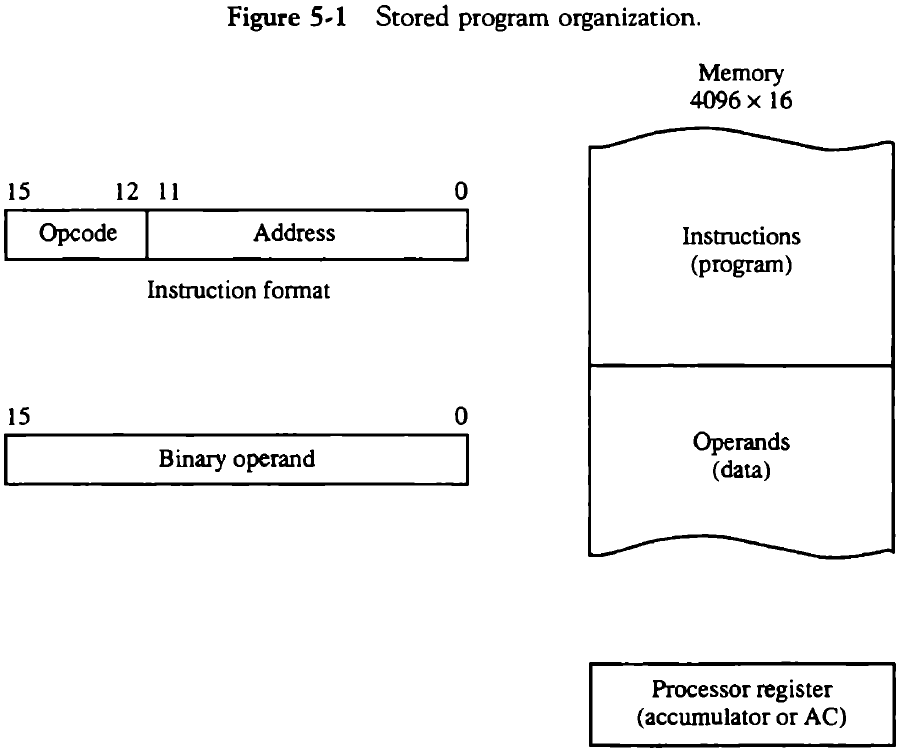 Figure 5-1 Stored program organization.
Memory
4096 × 16
15 12 11 0
Opcode Address
Instruction format
Instructions
(program)
15 0
Binary operand
Operands
(data)
Processor register
(accumulator or AC)